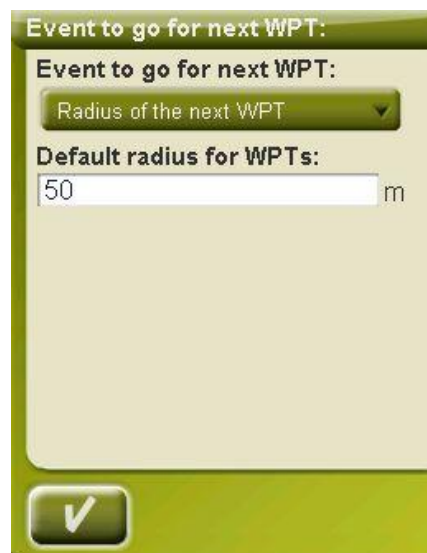 Event to go for next WPT:
Event to go for next WPT:
Radius of the next WPT
Default radius for WPTs:
50 m